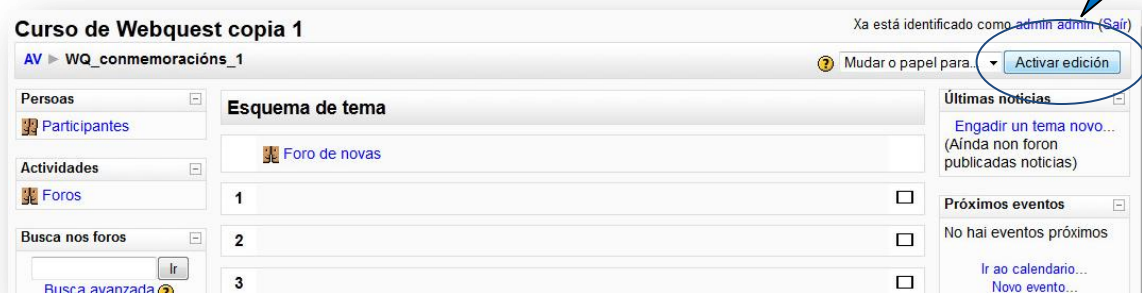 Curso de Webquest copia 1
Xa está identificado como admin admin (Saír)
AV ► WQ_conmemoracións_1
Mudar o papel para...
Activar edición
Persoas
Participantes
Actividades
Foros
Busca nos foros
Ir
Busca avanzada
Esquema de tema
Foro de novas
1
2
3
Últimas noticias
Engadir un tema novo...
(Aínda non foron
publicadas noticias)
Próximos eventos
No hai eventos próximos
Ir ao calendario...
Novo evento...